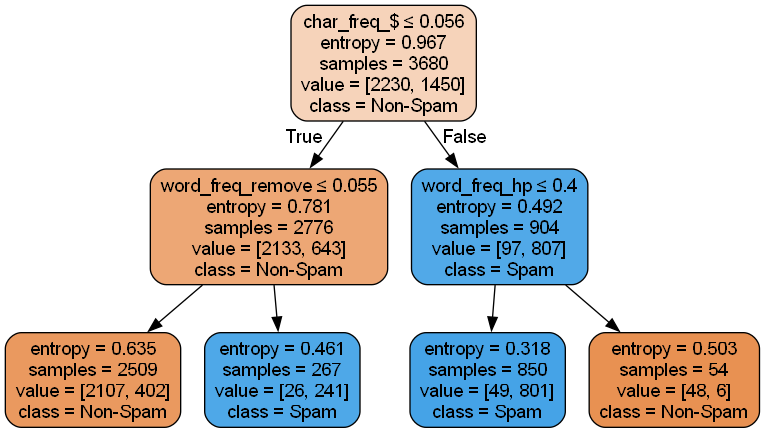 char_freq_$ ≤ 0.056
entropy = 0.967
samples = 3680
value = [2230, 1450]
class = Non-Spam
True
False
word_freq_remove ≤ 0.055
entropy = 0.781
samples = 2776
value = [2133, 643]
class = Non-Spam
word_freq_hp ≤ 0.4
entropy = 0.492
samples = 904
value = [97, 807]
class = Spam
entropy = 0.635
samples = 2509
value = [2107, 402]
class = Non-Spam
entropy = 0.461
samples = 267
value = [26, 241]
class = Spam
entropy = 0.318
samples = 850
value = [49, 801]
class = Spam
entropy = 0.503
samples = 54
value = [48, 6]
class = Non-Spam